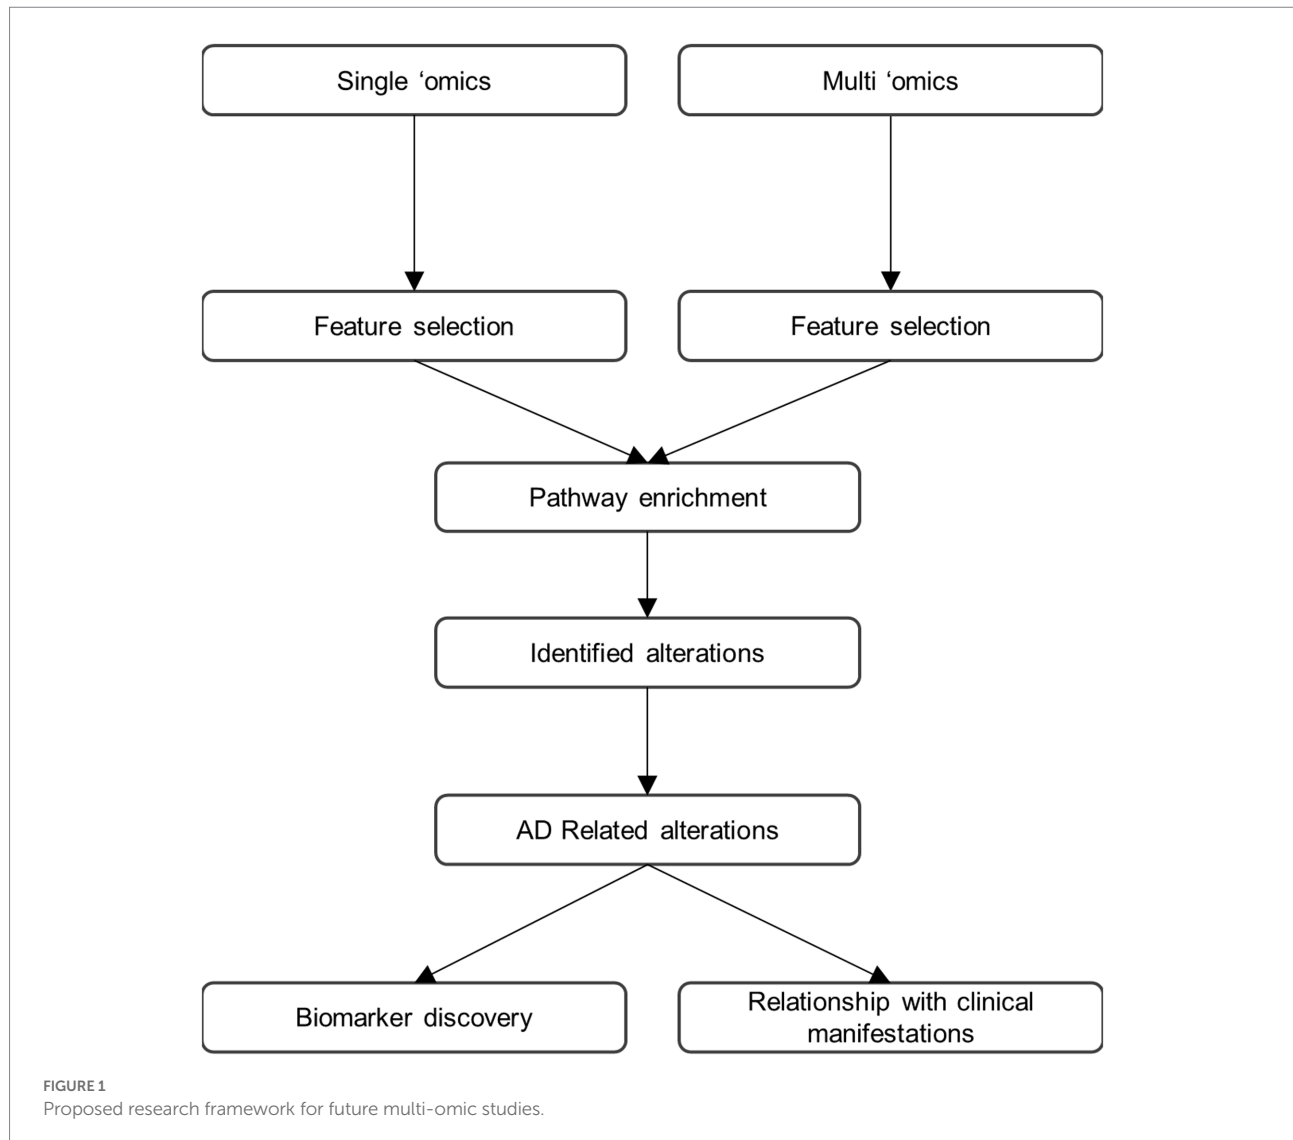 Single ‘omics
Multi ‘omics
Feature selection
Feature selection
Pathway enrichment
Identified alterations
AD Related alterations
Biomarker discovery
Relationship with clinical
manifestations
FIGURE 1
Proposed research framework for future multi-omic studies.